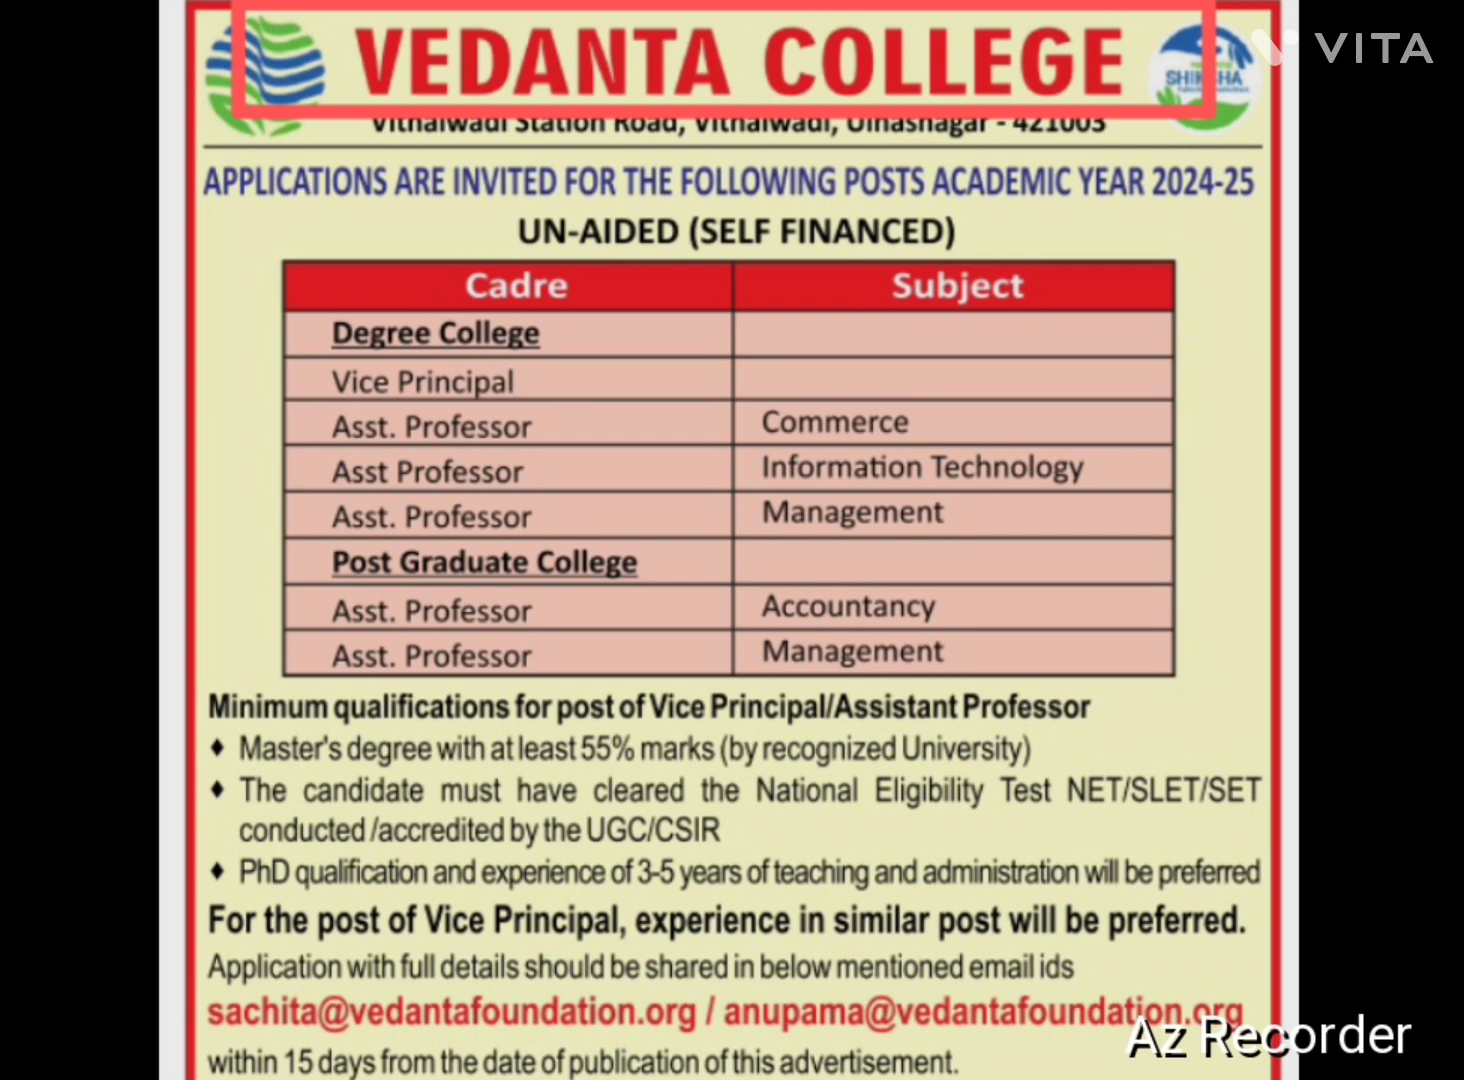 VEDANTA COLLEGE
SHIKSHA
VITA
Vithalwadi Station Road, Vithalwadi, Ulhasnagar - 421003
APPLICATIONS ARE INVITED FOR THE FOLLOWING POSTS ACADEMIC YEAR 2024-25
UN-AIDED (SELF FINANCED)
Cadre Subject
Degree College
Vice Principal
Asst. Professor Commerce
Asst Professor Information Technology
Asst. Professor Management
Post Graduate College
Asst. Professor Accountancy
Asst. Professor Management
Minimum qualifications for post of Vice Principal/Assistant Professor
♦ Master's degree with at least 55% marks (by recognized University)
♦ The candidate must have cleared the National Eligibility Test NET/SLET/SET
conducted /accredited by the UGC/CSIR
♦ PhD qualification and experience of 3-5 years of teaching and administration will be preferred
For the post of Vice Principal, experience in similar post will be preferred.
Application with full details should be shared in below mentioned email ids
sachita@vedantafoundation.org / anupama@vedantafoundation.org
Az Recorder
within 15 days from the date of publication of this advertisement.